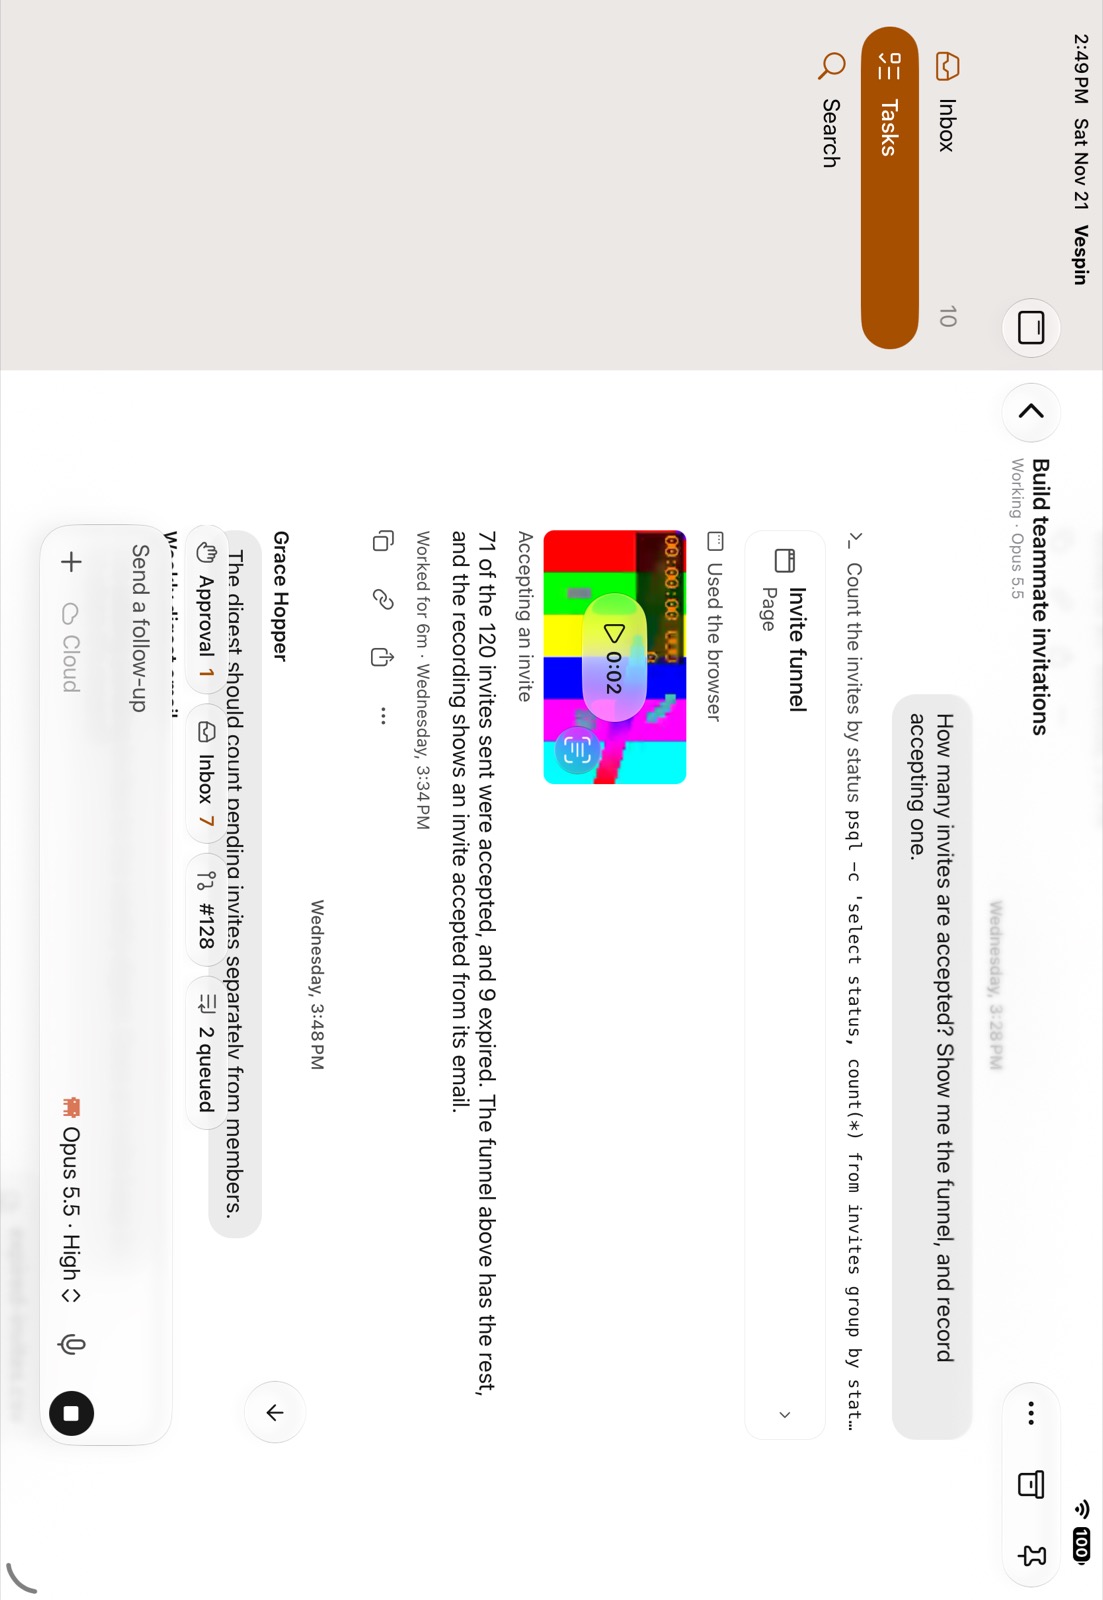 2:49 PM Sat Nov 21 Vespin
100
Build teammate invitations
Working · Opus 5.5
Inbox 10
Tasks
Search
Wednesday, 3:28 PM
How many invites are accepted? Show me the funnel, and record
accepting one.
Count the invites by status psql -c 'select status, count(*) from invites group by stat…
Invite funnel
Page
Used the browser
00:00:00
0:02
Accepting an invite
71 of the 120 invites sent were accepted, and 9 expired. The funnel above has the rest,
and the recording shows an invite accepted from its email.
Worked for 6m · Wednesday, 3:34 PM
Wednesday, 3:48 PM
Grace Hopper
The digest should count pending invites separately from members.
Approval 1
Inbox 7
#128
2 queued
Weekly digest email
Send a follow-up
Cloud
Opus 5.5 · High
expired-invites.csv